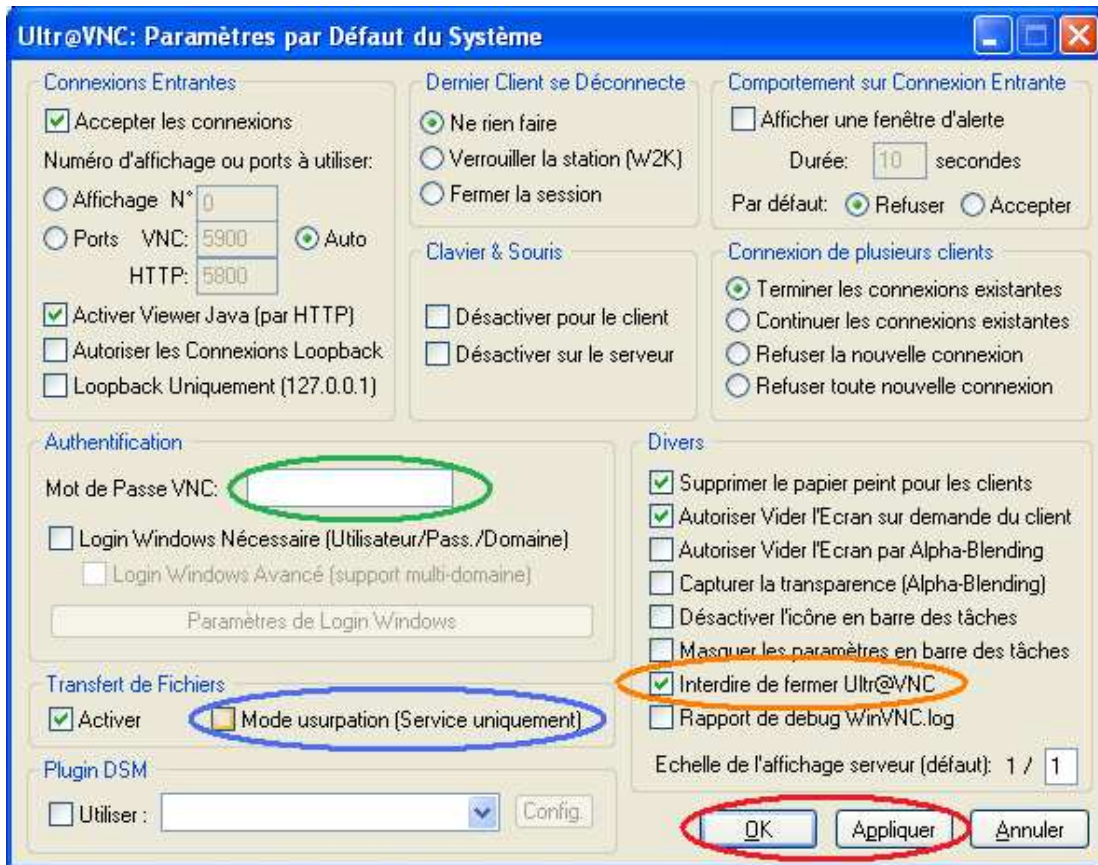 Ultr@VNC: Paramètres par Défaut du Système
Connexions Entrantes
Accepter les connexions
Numéro d'affichage ou ports à utiliser:
Affichage N° 0
Ports VNC: 5900 Auto
HTTP: 5800
Activer Viewer Java (par HTTP)
Autoriser les Connexions Loopback
Loopback Uniquement (127.0.0.1)
Dernier Client se Déconnecte
Ne rien faire
Verrouiller la station (W2K)
Fermer la session
Clavier & Souris
Désactiver pour le client
Désactiver sur le serveur
Comportement sur Connexion Entrante
Afficher une fenêtre d'alerte
Durée: 10 secondes
Par défaut: Refuser Accepter
Connexion de plusieurs clients
Terminer les connexions existantes
Continuer les connexions existantes
Refuser la nouvelle connexion
Refuser toute nouvelle connexion
Authentification
Mot de Passe VNC:
Login Windows Nécessaire (Utilisateur/Pass./Domaine)
Login Windows Avancé (support multi-domaine)
Paramètres de Login Windows
Transfert de Fichiers
Activer Mode usurpation (Service uniquement)
Plugin DSM
Utiliser : Config.
Divers
Supprimer le papier peint pour les clients
Autoriser Vider l'Ecran sur demande du client
Autoriser Vider l'Ecran par Alpha-Blending
Capturer la transparence (Alpha-Blending)
Désactiver l'icône en barre des tâches
Masquer les paramètres en barre des tâches
Interdire de fermer Ultr@VNC
Rapport de debug WinVNC.log
Echelle de l'affichage serveur (défaut): 1 / 1
OK Appliquer Annuler